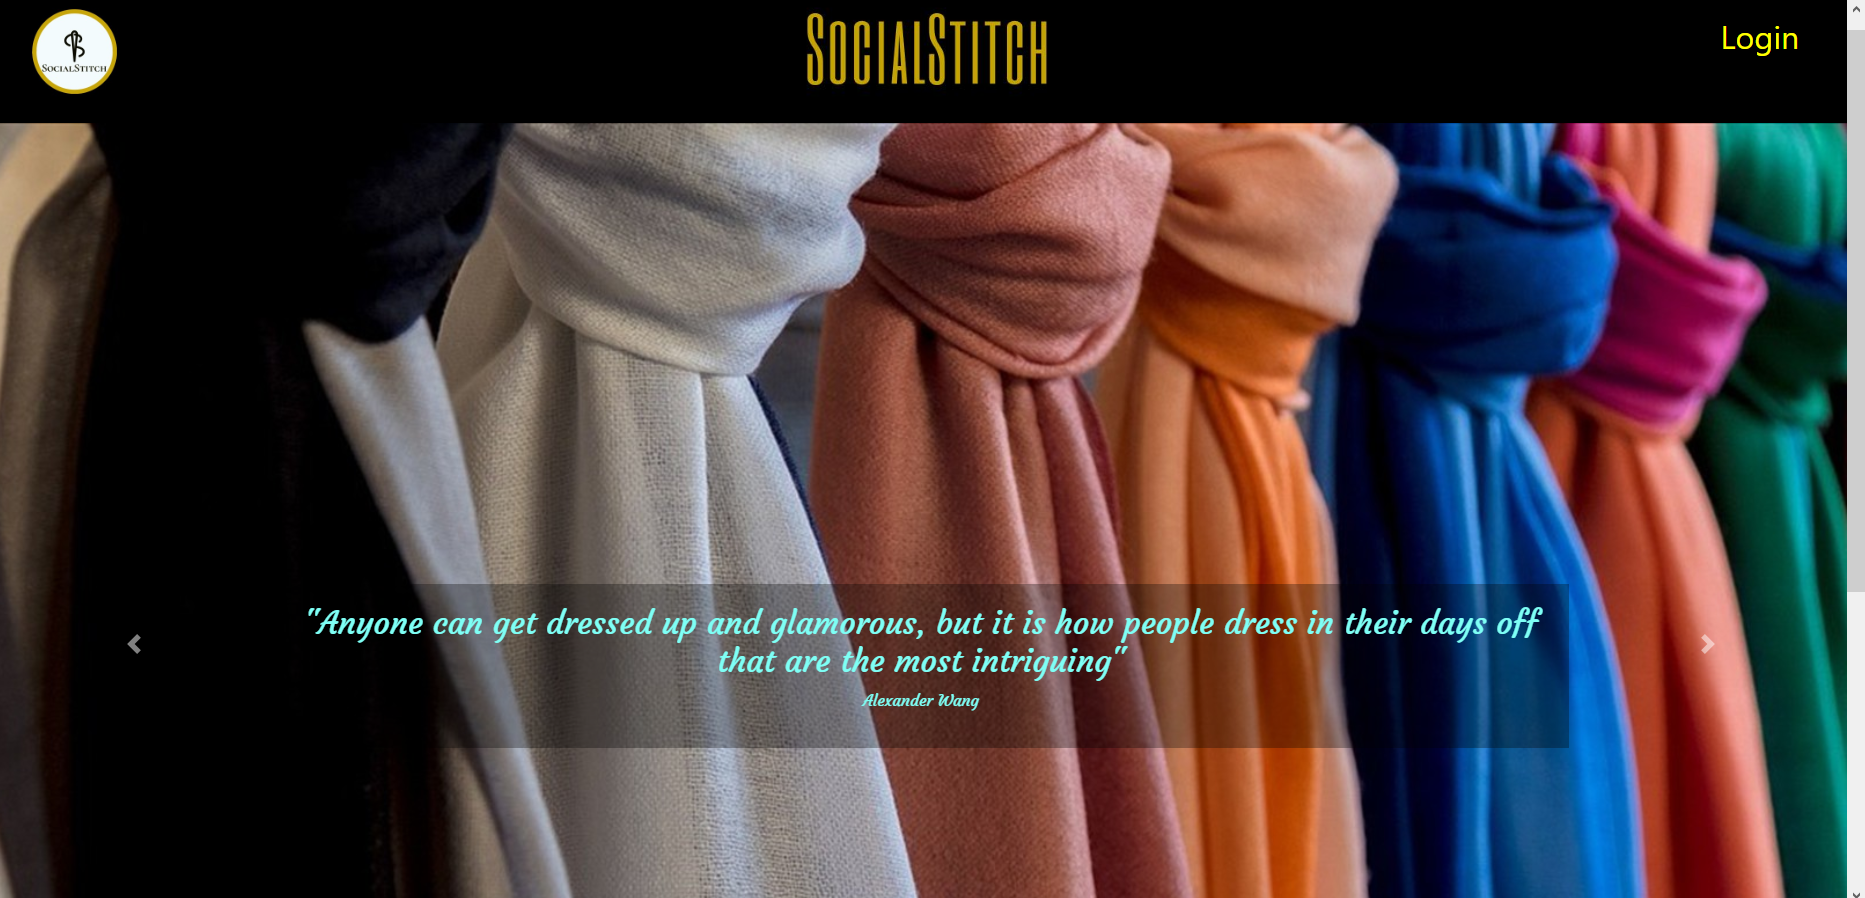 SocialStitch
SocialStitch
Login
"Anyone can get dressed up and glamorous, but it is how people dress in their days off
that are the most intriguing"
Alexander Wang